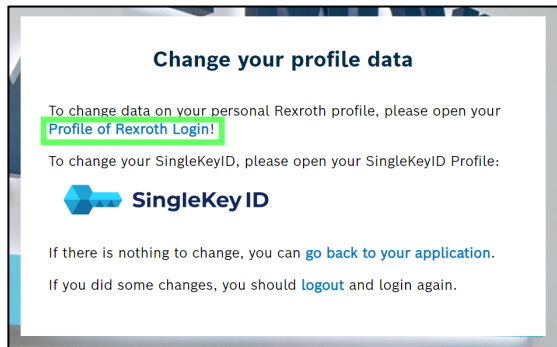 Change your profile data
To change data on your personal Rexroth profile, please open your
Profile of Rexroth Login!
To change your SingleKeyID, please open your SingleKeyID Profile:
SingleKey ID
If there is nothing to change, you can go back to your application.
If you did some changes, you should logout and login again.